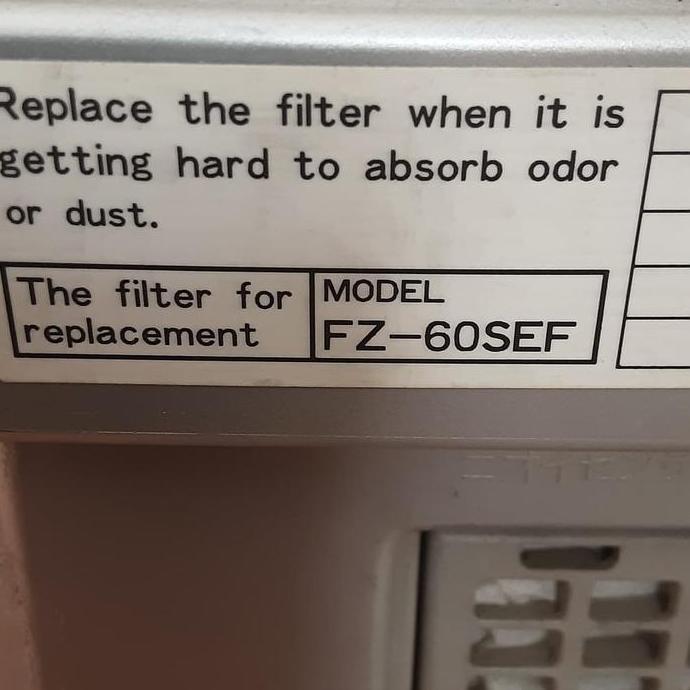 Replace the filter when it is
getting hard to absorb odor
or dust.
The filter for
replacement
MODEL
FZ-60SEF